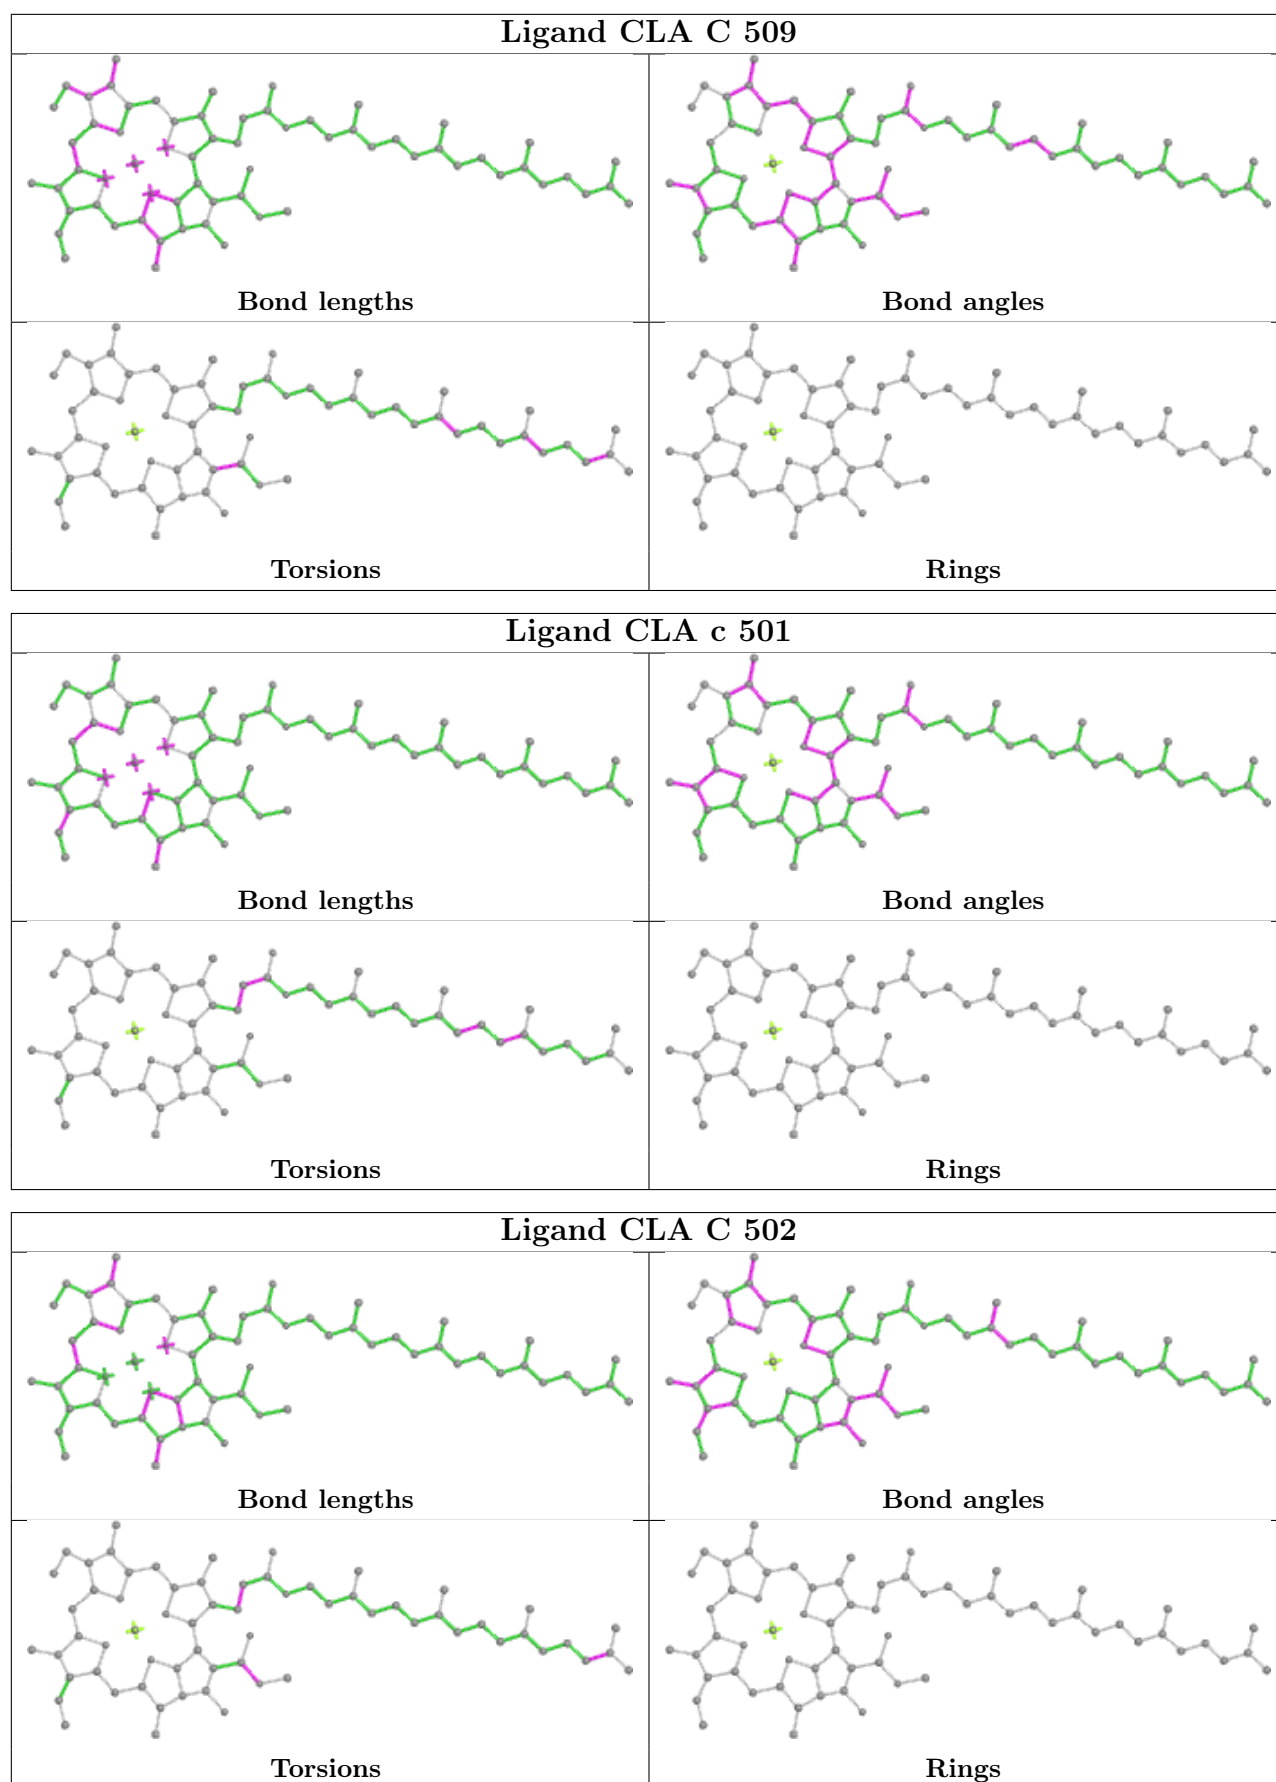 Ligand CLA C 509
Bond lengths
Bond angles
Torsions
Rings
Ligand CLA c 501
Bond lengths
Bond angles
Torsions
Rings
Ligand CLA C 502
Bond lengths
Bond angles
Torsions
Rings